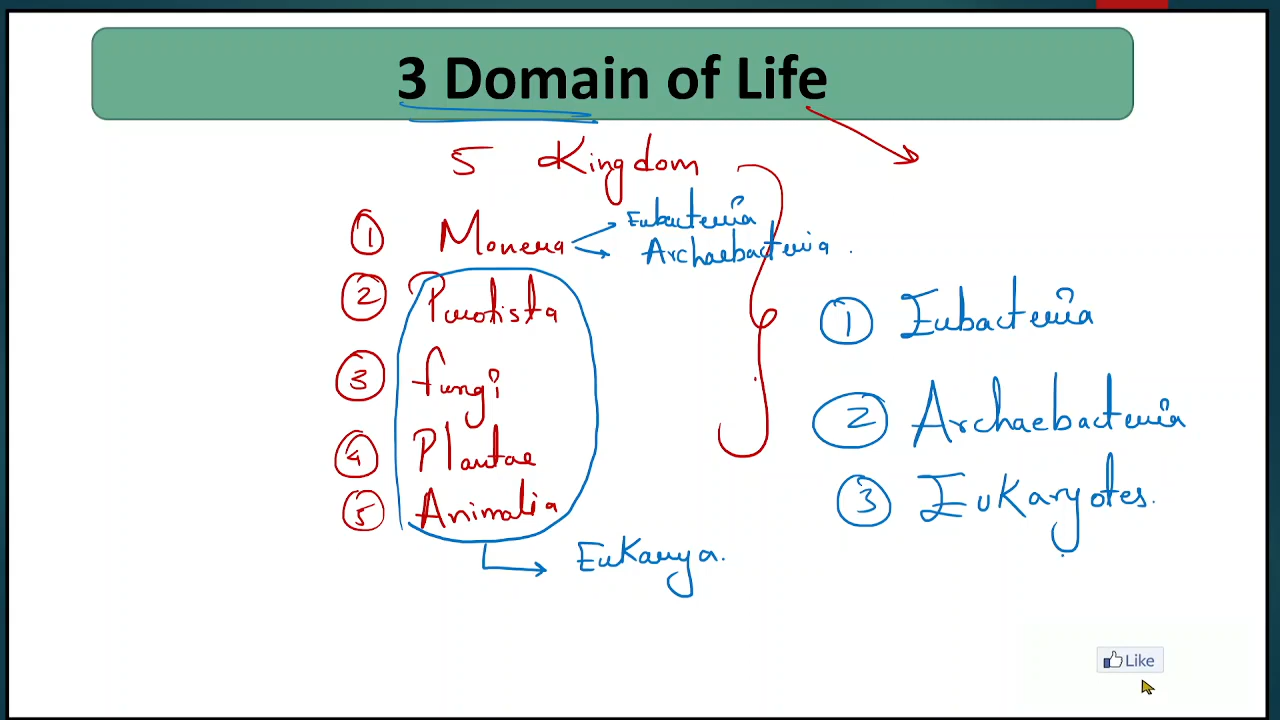 3 Domain of Life
5 Kingdom
1 Monera
Eubacteria
Archaebacteria.
2 Protista
3 fungi
4 Plantae
5 Animalia
Eukarya.
1 Eubacteria
2 Archaebacteria
3 Eukaryotes.
Like